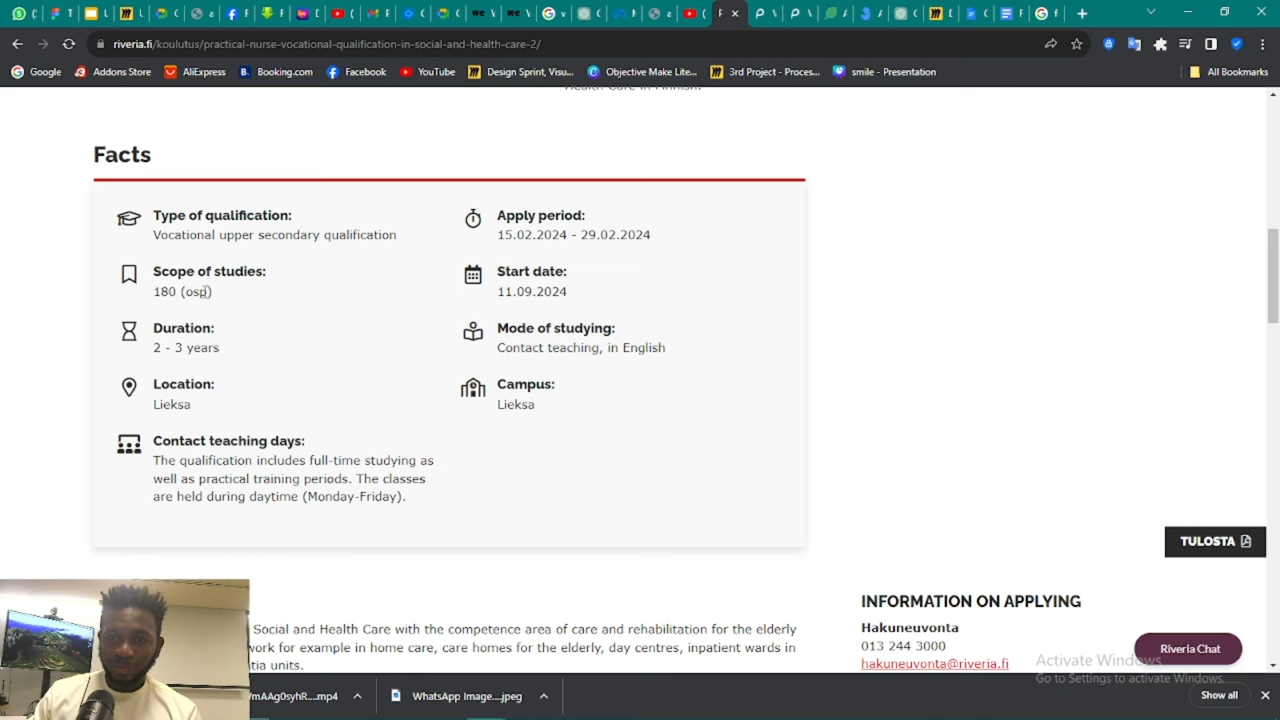 riveria.fi/koulutus/practical-nurse-vocational-qualification-in-social-and-health-care-2/
Google Addons Store AliExpress Booking.com Facebook YouTube Design Sprint, Visu... Objective Make Lite... 3rd Project - Proces... smile - Presentation All Bookmarks
Health Care in Finnish.
Facts
Type of qualification:
Vocational upper secondary qualification
Apply period:
15.02.2024 - 29.02.2024
Scope of studies:
180 (osp)
Start date:
11.09.2024
Duration:
2 - 3 years
Mode of studying:
Contact teaching, in English
Location:
Lieksa
Campus:
Lieksa
Contact teaching days:
The qualification includes full-time studying as
well as practical training periods. The classes
are held during daytime (Monday-Friday).
TULOSTA
Social and Health Care with the competence area of care and rehabilitation for the elderly
work for example in home care, care homes for the elderly, day centres, inpatient wards in
units.
INFORMATION ON APPLYING
Hakuneuvonta
013 244 3000
hakuneuvonta@riveria.fi
Riveria Chat
Activate Windows
Go to Settings to activate Windows.
mAAg0syhR....mp4
WhatsApp Image....jpeg
Show all